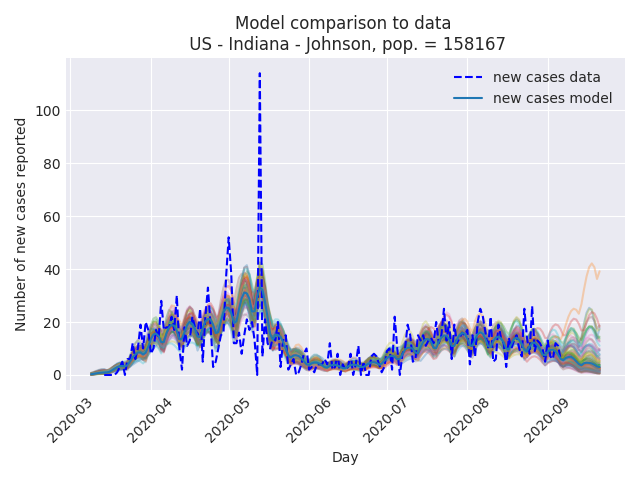 Model comparison to data
US - Indiana - Johnson, pop. = 158167
new cases data
new cases model
Number of new cases reported
100
80
60
40
20
0
2020-03
2020-04
2020-05
2020-06
2020-07
2020-08
2020-09
Day